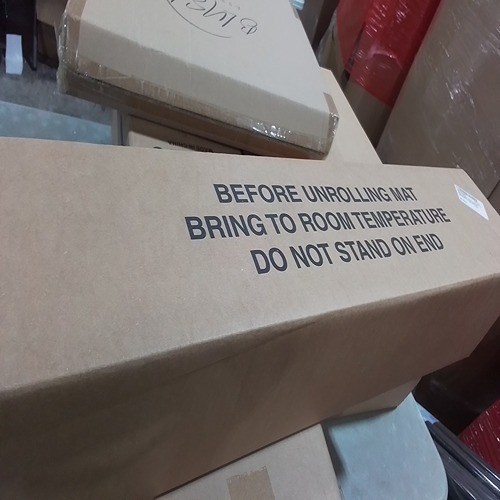 BEFORE UNROLLING MAT
BRING TO ROOM TEMPERATURE
DO NOT STAND ON END